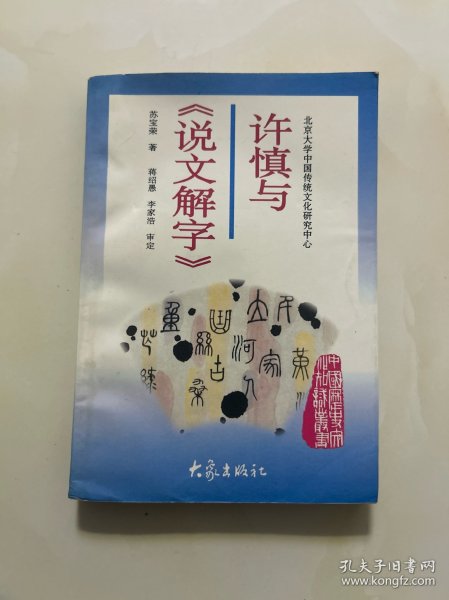 北京大学中国传统文化研究中心
许慎与
《说文解字》
苏宝荣 著 蒋绍愚 李家浩 审定
中国历史文
化知识丛书
大象出版社
孔夫子旧书网
www.kongfz.com